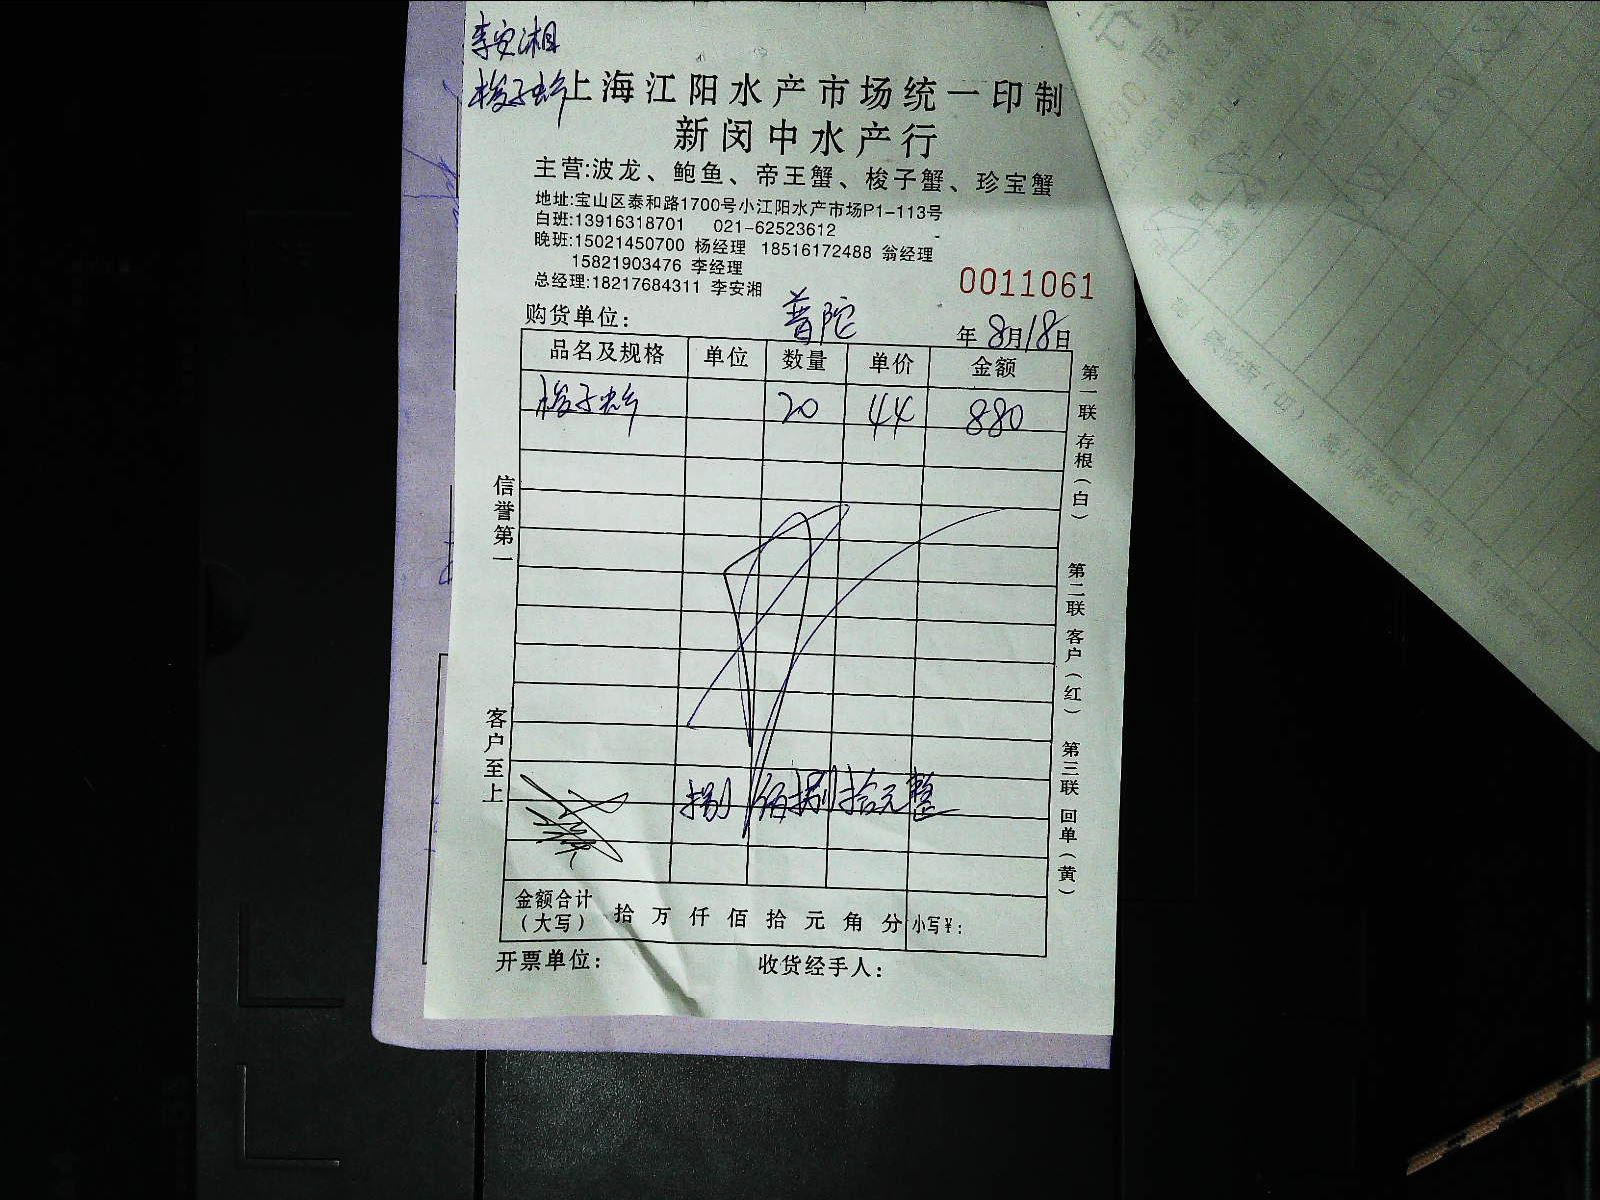 李安湘
梭子蟹
上海江阳水产市场统一印制
新闵中水产行
主营:波龙、鲍鱼、帝王蟹、梭子蟹、珍宝蟹
地址:宝山区泰和路1700号小江阳水产市场P1-113号
白班:13916318701 021-62523612
晚班:15021450700 杨经理 18516172488 翁经理
15821903476 李经理
总经理:18217684311 李安湘
0011061
购货单位: 普陀 年8月18日
品名及规格 单位 数量 单价 金额
梭子蟹 20 44 880
捌佰捌拾元整
金额合计(大写) 拾 万 仟 佰 拾 元 角 分 小写¥:
开票单位: 收货经手人:
信誉第一
客户至上
第一联 存根(白)
第二联 客户(红)
第三联 回单(黄)